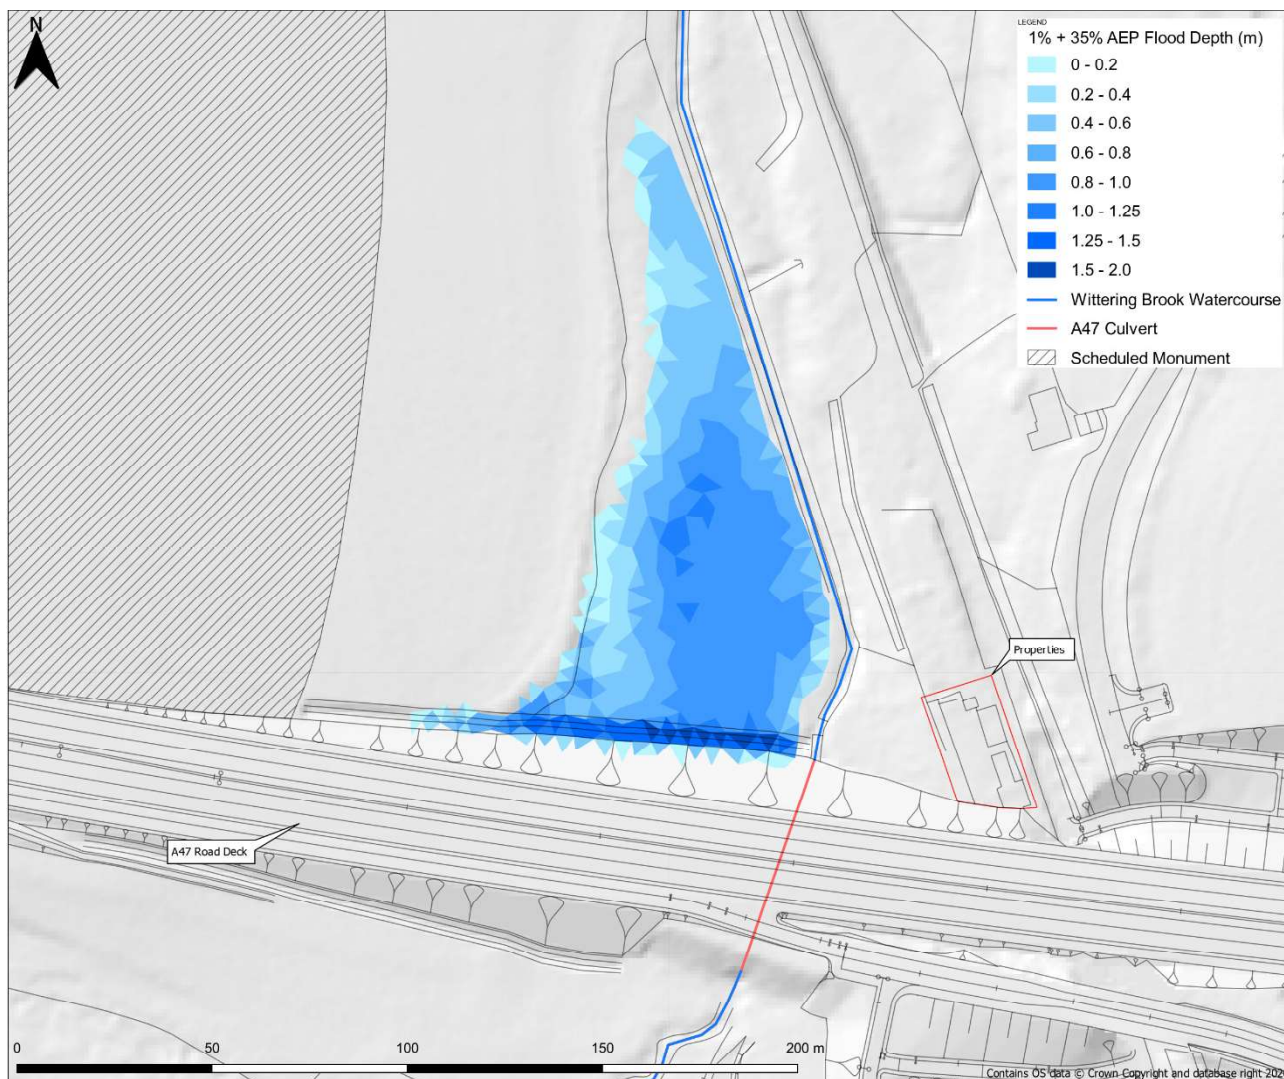 N
LEGEND
1% + 35% AEP Flood Depth (m)
0 - 0.2
0.2 - 0.4
0.4 - 0.6
0.6 - 0.8
0.8 - 1.0
1.0 - 1.25
1.25 - 1.5
1.5 - 2.0
Wittering Brook Watercourse
A47 Culvert
Scheduled Monument
Properties
A47 Road Deck
0 50 100 150 200 m
Contains OS data © Crown Copyright and database right 202